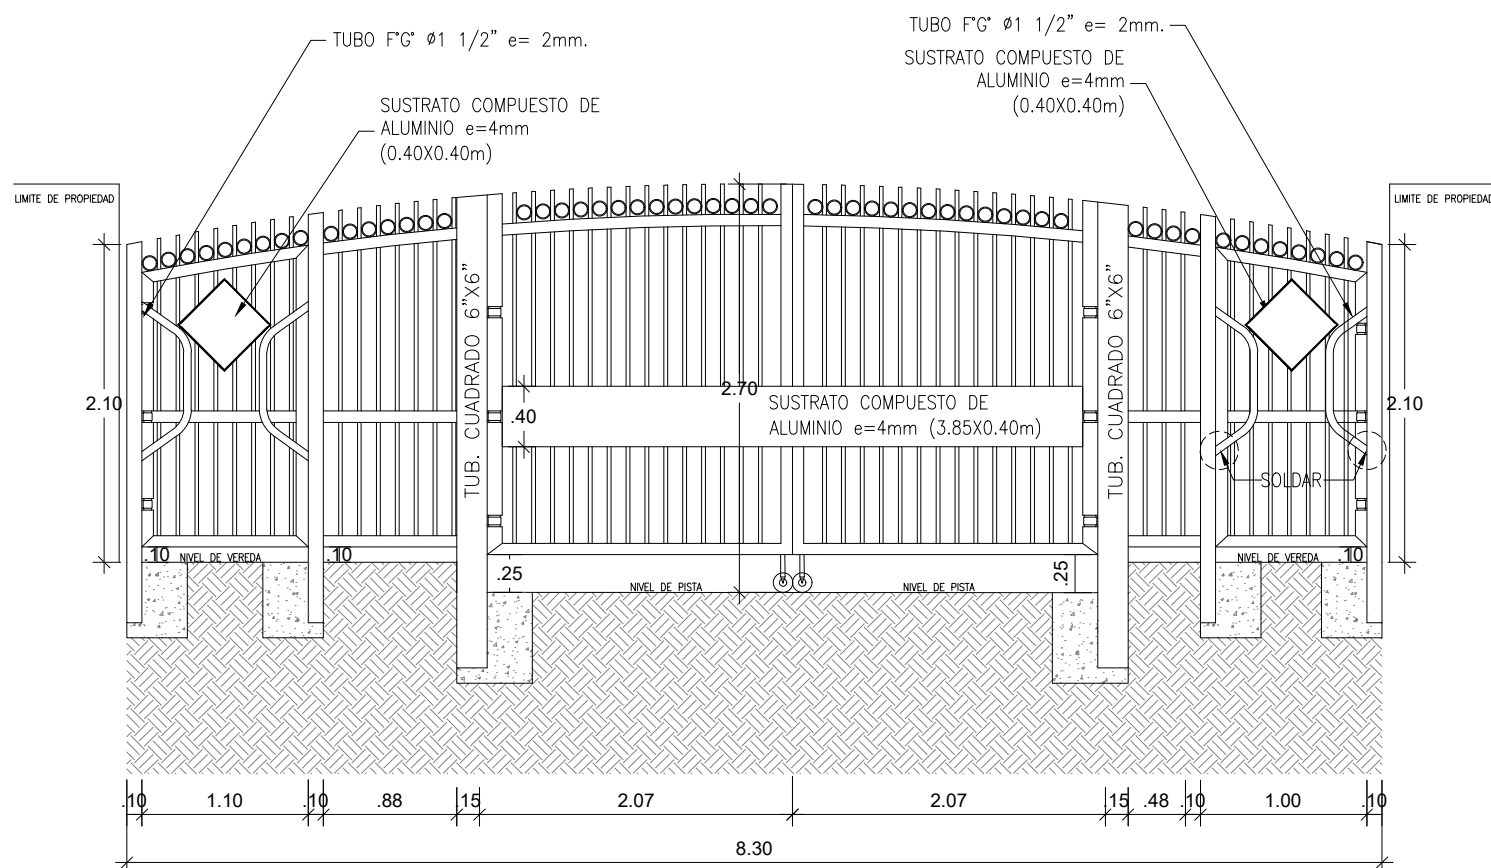 TUBO F°G° Ø1 1/2" e= 2mm.
SUSTRATO COMPUESTO DE
ALUMINIO e=4mm
(0.40X0.40m)
TUBO F°G° Ø1 1/2" e= 2mm.
SUSTRATO COMPUESTO DE
ALUMINIO e=4mm
(0.40X0.40m)
LIMITE DE PROPIEDAD
LIMITE DE PROPIEDAD
TUB. CUADRADO 6"X6"
TUB. CUADRADO 6"X6"
2.10
.40
2.70
SUSTRATO COMPUESTO DE
ALUMINIO e=4mm (3.85X0.40m)
2.10
SOLDAR
.10
NIVEL DE VEREDA
.10
NIVEL DE VEREDA
.10
.25
NIVEL DE PISTA
NIVEL DE PISTA
.25
.10
1.10
.10
.88
.15
2.07
2.07
.15
.48
.10
1.00
.10
8.30